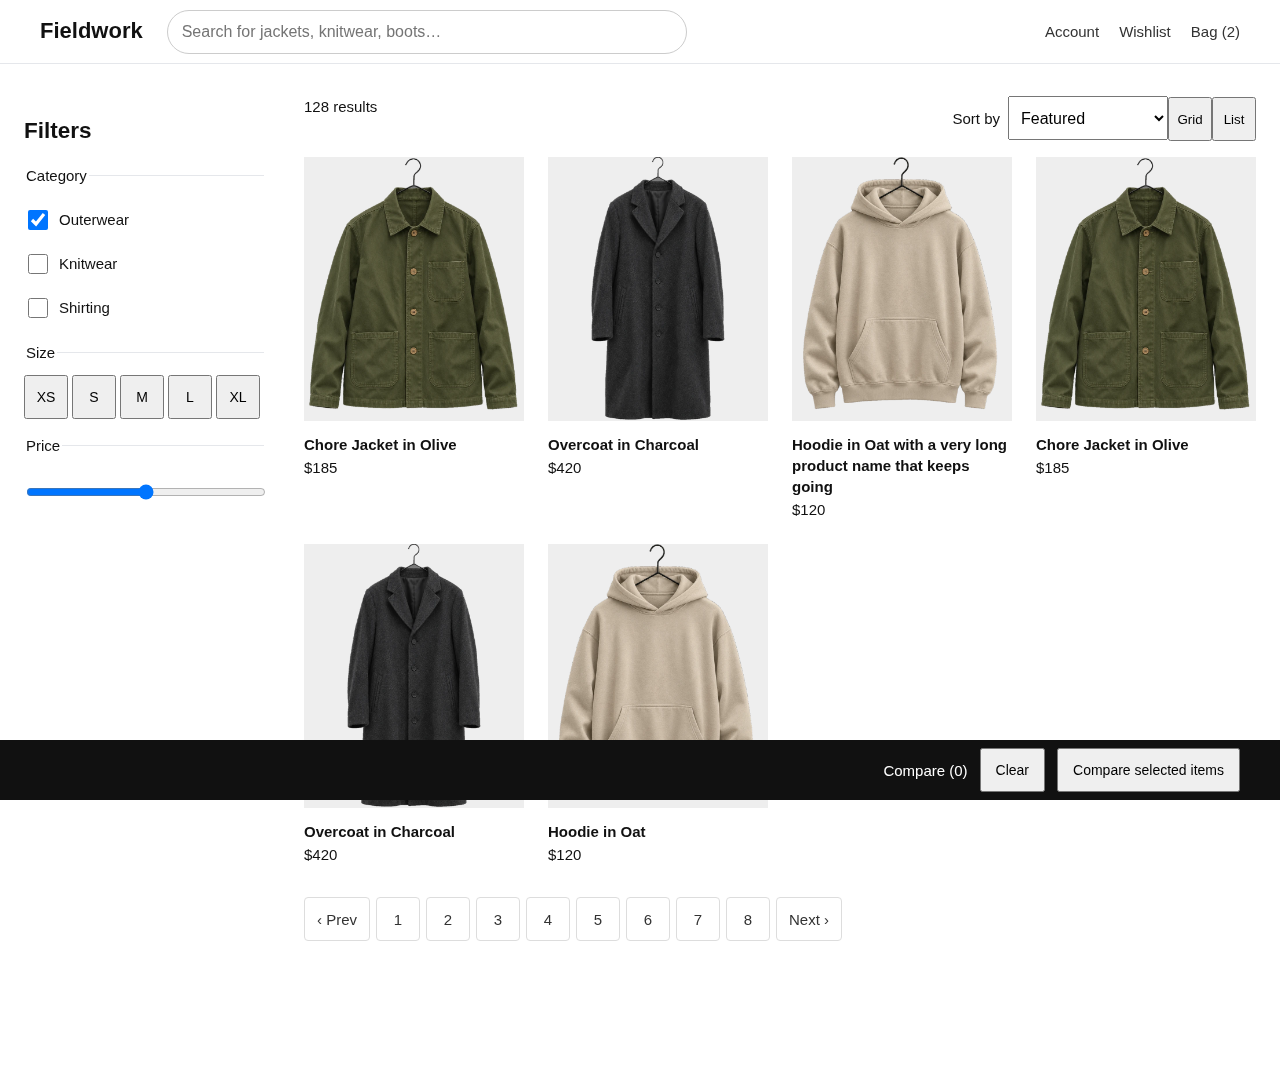 Fieldwork
Search for jackets, knitwear, boots…
Account
Wishlist
Bag (2)
Filters
Category
Outerwear
Knitwear
Shirting
Size
XS
S
M
L
XL
Price
128 results
Sort by
Featured
Grid
List
Chore Jacket in Olive
$185
Overcoat in Charcoal
$420
Hoodie in Oat with a very long
product name that keeps
going
$120
Chore Jacket in Olive
$185
Compare (0)
Clear
Compare selected items
Overcoat in Charcoal
$420
Hoodie in Oat
$120
‹ Prev
1
2
3
4
5
6
7
8
Next ›